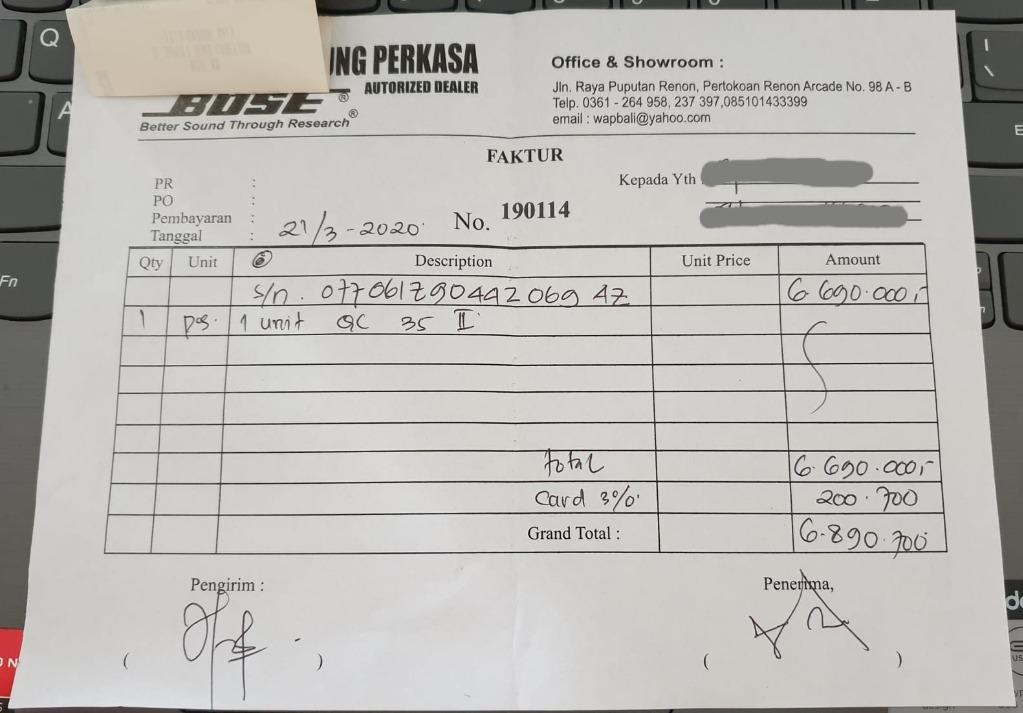 NG PERKASA
AUTORIZED DEALER
BOSE ®
Better Sound Through Research ®
Office & Showroom :
Jln. Raya Puputan Renon, Pertokoan Renon Arcade No. 98 A - B
Telp. 0361 - 264 958, 237 397,085101433399
email : wapbali@yahoo.com
FAKTUR
Kepada Yth
PR :
PO :
Pembayaran :
Tanggal : 21/3-2020
No. 190114
Qty Unit Description Unit Price Amount
S/n. 077061Z90442069 AZ 6.690.000,-
1 pcs. 1 unit QC 35 II
Total 6.690.000,-
Card 3%. 200.700
Grand Total : 6.890.700
Pengirim : Penerima,
( ) ( )
Q
A
Fn